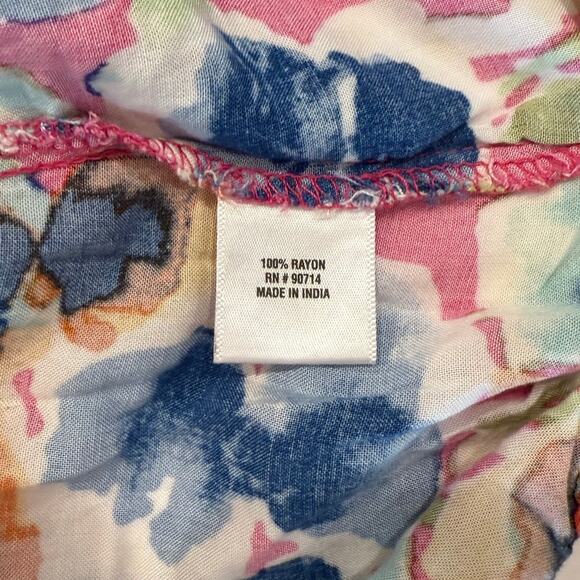 100% RAYON
RN # 90714
MADE IN INDIA